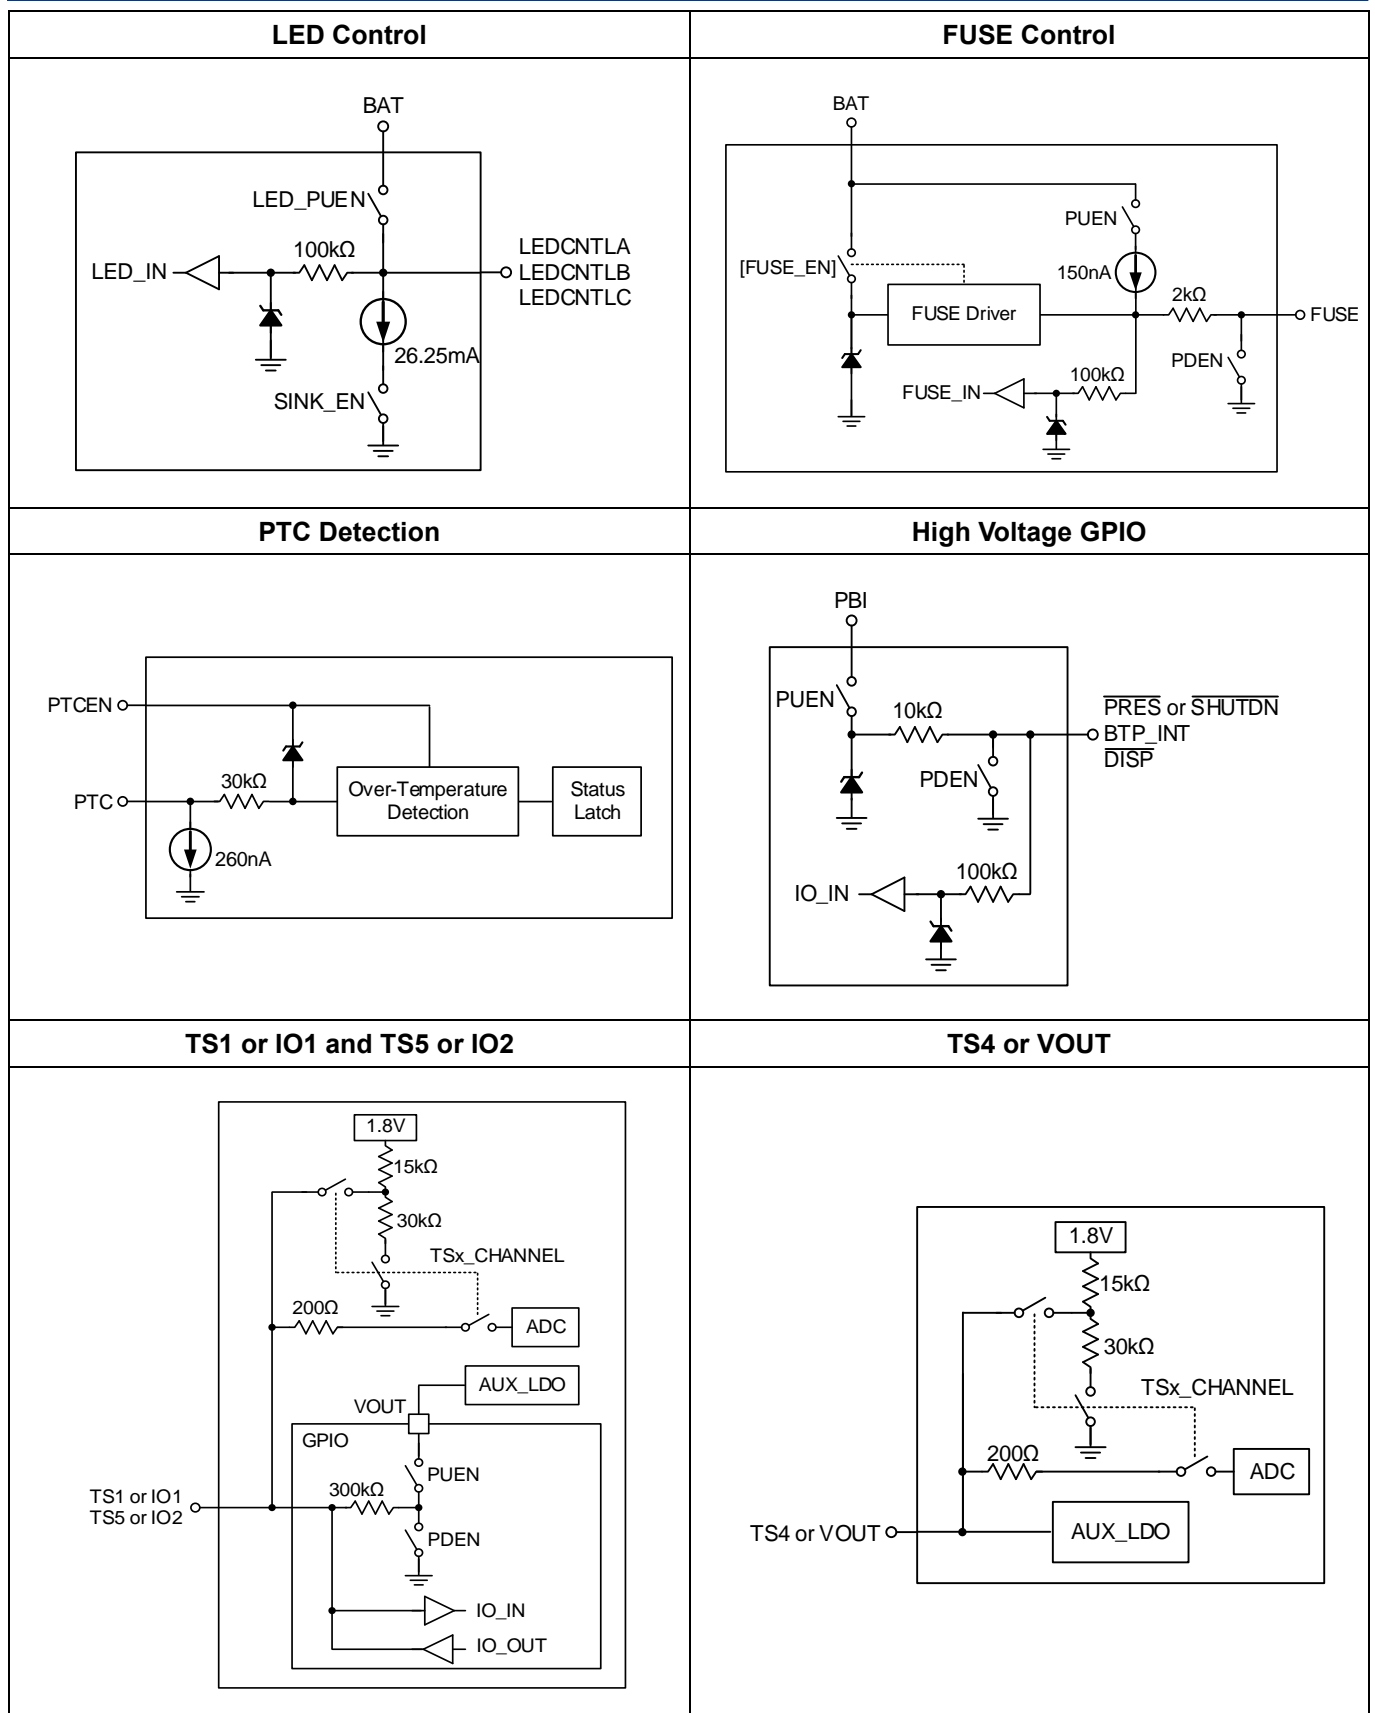 LED Control
FUSE Control
BAT
LED_PUEN
100kΩ
LED_IN
LEDCNTLA
LEDCNTLB
LEDCNTLC
26.25mA
SINK_EN
BAT
PUEN
[FUSE_EN]
150nA
FUSE Driver
2kΩ
FUSE
PDEN
100kΩ
FUSE_IN
PTC Detection
High Voltage GPIO
PTCEN
30kΩ
PTC
Over-Temperature
Detection
Status
Latch
260nA
PBI
PUEN
10kΩ
PRES or SHUTDN
BTP_INT
DISP
PDEN
100kΩ
IO_IN
TS1 or IO1 and TS5 or IO2
TS4 or VOUT
1.8V
15kΩ
30kΩ
TSx_CHANNEL
200Ω
ADC
AUX_LDO
VOUT
GPIO
PUEN
300kΩ
TS1 or IO1
TS5 or IO2
PDEN
IO_IN
IO_OUT
1.8V
15kΩ
30kΩ
TSx_CHANNEL
200Ω
ADC
TS4 or VOUT
AUX_LDO